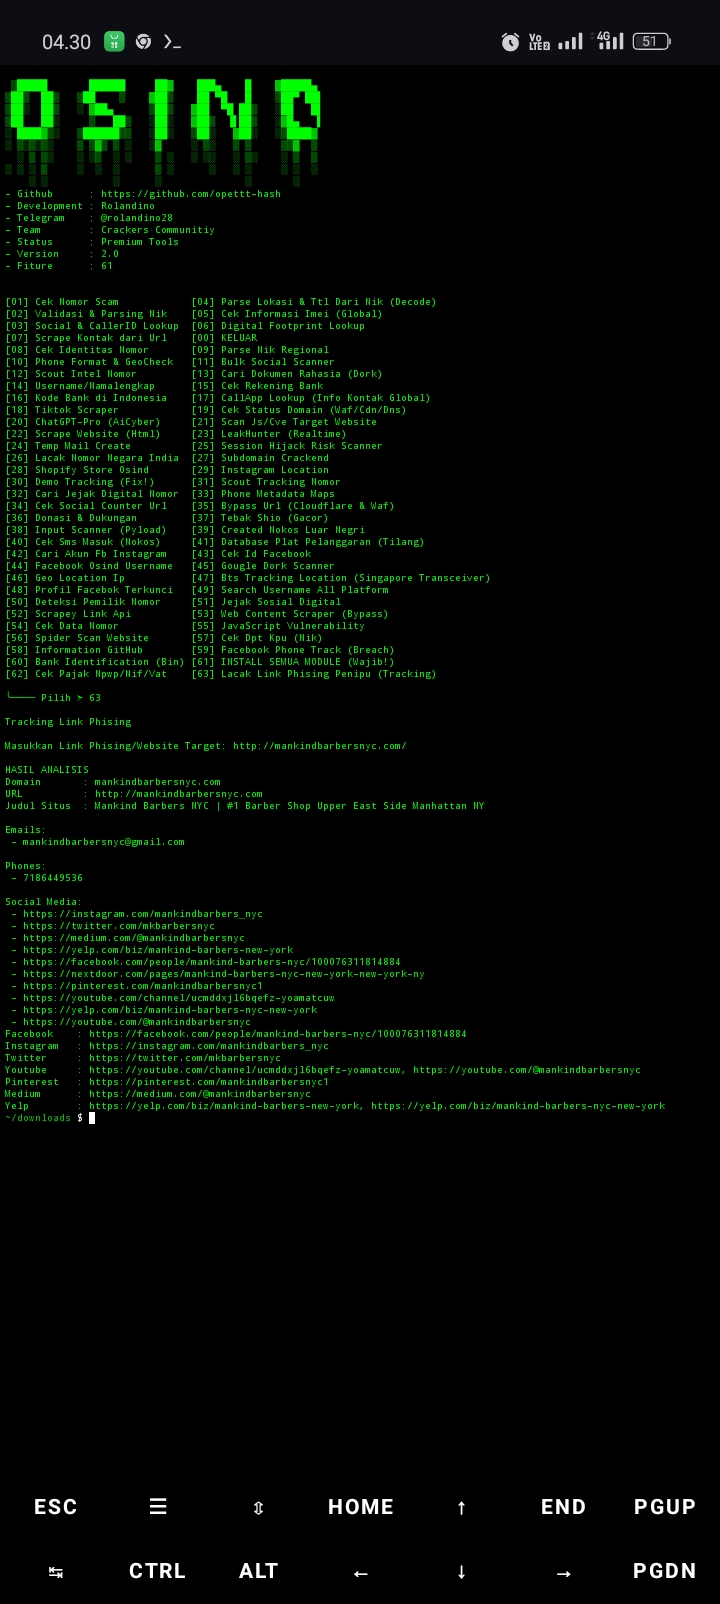 04.30 Vo LTE2 4G 51
OSIND
- Github : https://github.com/opettt-hash
- Development : Rolandino
- Telegram : @rolandino28
- Team : Crackers Communitiy
- Status : Premium Tools
- Version : 2.0
- Fiture : 61
[01] Cek Nomor Scam [04] Parse Lokasi & Ttl Dari Nik (Decode)
[02] Validasi & Parsing Nik [05] Cek Informasi Imei (Global)
[03] Social & CallerID Lookup [06] Digital Footprint Lookup
[07] Scrape Kontak dari Url [00] KELUAR
[08] Cek Identitas Nomor [09] Parse Nik Regional
[10] Phone Format & GeoCheck [11] Bulk Social Scanner
[12] Scout Intel Nomor [13] Cari Dokumen Rahasia (Dork)
[14] Username/Namalengkap [15] Cek Rekening Bank
[16] Kode Bank di Indonesia [17] CallApp Lookup (Info Kontak Global)
[18] Tiktok Scraper [19] Cek Status Domain (Waf/Cdn/Dns)
[20] ChatGPT-Pro (AiCyber) [21] Scan Js/Cve Target Website
[22] Scrape Website (Html) [23] LeakHunter (Realtime)
[24] Temp Mail Create [25] Session Hijack Risk Scanner
[26] Lacak Nomor Negara India [27] Subdomain Crackend
[28] Shopify Store Osind [29] Instagram Location
[30] Demo Tracking (Fix!) [31] Scout Tracking Nomor
[32] Cari Jejak Digital Nomor [33] Phone Metadata Maps
[34] Cek Social Counter Url [35] Bypass Url (Cloudflare & Waf)
[36] Donasi & Dukungan [37] Tebak Shio (Gacor)
[38] Input Scanner (Pyload) [39] Created Nokos Luar Negri
[40] Cek Sms Masuk (Nokos) [41] Database Plat Pelanggaran (Tilang)
[42] Cari Akun Fb Instagram [43] Cek Id Facebook
[44] Facebook Osind Username [45] Gougle Dork Scanner
[46] Geo Location Ip [47] Bts Tracking Location (Singapore Transceiver)
[48] Profil Facebok Terkunci [49] Search Username All Platform
[50] Deteksi Pemilik Nomor [51] Jejak Sosial Digital
[52] Scrapey Link Api [53] Web Content Scraper (Bypass)
[54] Cek Data Nomor [55] JavaScript Vulnerability
[56] Spider Scan Website [57] Cek Dpt Kpu (Nik)
[58] Information GitHub [59] Facebook Phone Track (Breach)
[60] Bank Identification (Bin) [61] INSTALL SEMUA MODULE (Wajib!)
[62] Cek Pajak Npwp/Nif/Vat [63] Lacak Link Phising Penipu (Tracking)
╰──── Pilih ➤ 63
Tracking Link Phising
Masukkan Link Phising/Website Target: http://mankindbarbersnyc.com/
HASIL ANALISIS
Domain : mankindbarbersnyc.com
URL : http://mankindbarbersnyc.com
Judul Situs : Mankind Barbers NYC | #1 Barber Shop Upper East Side Manhattan NY
Emails:
- mankindbarbersnyc@gmail.com
Phones:
- 7186449536
Social Media:
- https://instagram.com/mankindbarbers_nyc
- https://twitter.com/mkbarbersnyc
- https://medium.com/@mankindbarbersnyc
- https://yelp.com/biz/mankind-barbers-new-york
- https://facebook.com/people/mankind-barbers-nyc/100076311814884
- https://nextdoor.com/pages/mankind-barbers-nyc-new-york-new-york-ny
- https://pinterest.com/mankindbarbersnyc1
- https://youtube.com/channel/ucmddxjl6bqefz-yoamatcuw
- https://yelp.com/biz/mankind-barbers-nyc-new-york
- https://youtube.com/@mankindbarbersnyc
Facebook : https://facebook.com/people/mankind-barbers-nyc/100076311814884
Instagram : https://instagram.com/mankindbarbers_nyc
Twitter : https://twitter.com/mkbarbersnyc
Youtube : https://youtube.com/channel/ucmddxjl6bqefz-yoamatcuw, https://youtube.com/@mankindbarbersnyc
Pinterest : https://pinterest.com/mankindbarbersnyc1
Medium : https://medium.com/@mankindbarbersnyc
Yelp : https://yelp.com/biz/mankind-barbers-new-york, https://yelp.com/biz/mankind-barbers-nyc-new-york
~/downloads $
ESC ☰ ⇳ HOME ↑ END PGUP
↹ CTRL ALT ← ↓ → PGDN